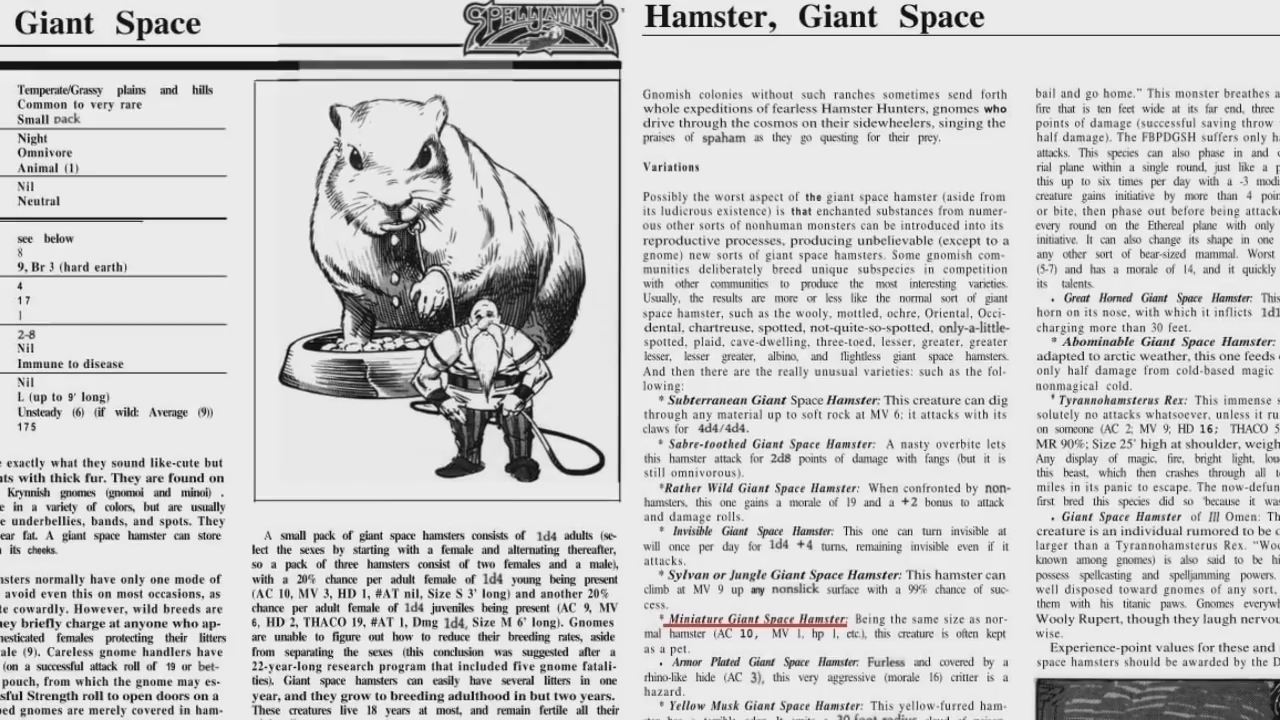 Giant Space
SPELLJAMMER
Temperate/Grassy plains and hills
Common to very rare
Small pack
Night
Omnivore
Animal (1)
Nil
Neutral
see below
8
9, Br 3 (hard earth)
4
17
1
2-8
Nil
Immune to disease
Nil
L (up to 9' long)
Unsteady (6) (if wild: Average (9))
175
exactly what they sound like-cute but
with thick fur. They are found on
Krynnish gnomes (gnomoi and minoi) .
in a variety of colors, but are usually
underbellies, bands, and spots. They
fat. A giant space hamster can store
its cheeks.
normally have only one mode of
avoid even this on most occasions, as
cowardly. However, wild breeds are
briefly charge at anyone who ap-
females protecting their litters
(9). Careless gnome handlers have
(on a successful attack roll of 19 or bet-
pouch, from which the gnome may es-
Strength roll to open doors on a
gnomes are merely covered in ham-
A small pack of giant space hamsters consists of 1d4 adults (se-
lect the sexes by starting with a female and alternating thereafter,
so a pack of three hamsters consist of two females and a male),
with a 20% chance per adult female of 1d4 young being present
(AC 10, MV 3, HD 1, #AT nil, Size S 3' long) and another 20%
chance per adult female of 1d4 juveniles being present (AC 9, MV
6, HD 2, THACO 19, #AT 1, Dmg 1d4, Size M 6' long). Gnomes
are unable to figure out how to reduce their breeding rates, aside
from separating the sexes (this conclusion was suggested after a
22-year-long research program that included five gnome fatali-
ties). Giant space hamsters can easily have several litters in one
year, and they grow to breeding adulthood in but two years.
These creatures live 18 years at most, and remain fertile all their
Hamster, Giant Space
Gnomish colonies without such ranches sometimes send forth
whole expeditions of fearless Hamster Hunters, gnomes who
drive through the cosmos on their sidewheelers, singing the
praises of spaham as they go questing for their prey.
Variations
Possibly the worst aspect of the giant space hamster (aside from
its ludicrous existence) is that enchanted substances from numer-
ous other sorts of nonhuman monsters can be introduced into its
reproductive processes, producing unbelievable (except to a
gnome) new sorts of giant space hamsters. Some gnomish com-
munities deliberately breed unique subspecies in competition
with other communities to produce the most interesting varieties.
Usually, the results are more or less like the normal sort of giant
space hamster, such as the wooly, mottled, ochre, Oriental, Occi-
dental, chartreuse, spotted, not-quite-so-spotted, only-a-little-
spotted, plaid, cave-dwelling, three-toed, lesser, greater, greater
lesser, lesser greater, albino, and flightless giant space hamsters.
And then there are the really unusual varieties: such as the fol-
lowing:
* Subterranean Giant Space Hamster: This creature can dig
through any material up to soft rock at MV 6; it attacks with its
claws for 4d4/4d4.
* Sabre-toothed Giant Space Hamster: A nasty overbite lets
this hamster attack for 2d8 points of damage with fangs (but it is
still omnivorous).
*Rather Wild Giant Space Hamster: When confronted by non-
hamsters, this one gains a morale of 19 and a +2 bonus to attack
and damage rolls.
* Invisible Giant Space Hamster: This one can turn invisible at
will once per day for 1d4 +4 turns, remaining invisible even if it
attacks.
* Sylvan or Jungle Giant Space Hamster: This hamster can
climb at MV 9 up any nonslick surface with a 99% chance of suc-
cess.
* Miniature Giant Space Hamster: Being the same size as nor-
mal hamster (AC 10, MV 1, hp 1, etc.), this creature is often kept
as a pet.
. Armor Plated Giant Space Hamster: Furless and covered by a
rhino-like hide (AC 3), this very aggressive (morale 16) critter is a
hazard.
* Yellow Musk Giant Space Hamster: This yellow-furred ham-
bail and go home." This monster breathes a
fire that is ten feet wide at its far end, three
points of damage (successful saving throw
half damage). The FBPDGSH suffers only ha
attacks. This species can also phase in and o
rial plane within a single round, just like a p
this up to six times per day with a -3 modi
creature gains initiative by more than 4 poin
or bite, then phase out before being attacke
every round on the Ethereal plane with only
initiative. It can also change its shape in one
any other sort of bear-sized mammal. Worst
(5-7) and has a morale of 14, and it quickly
its talents.
. Great Horned Giant Space Hamster: This
horn on its nose, with which it inflicts 1d1
charging more than 30 feet.
* Abominable Giant Space Hamster:
adapted to arctic weather, this one feeds
only half damage from cold-based magic
nonmagical cold.
* Tyrannohamsterus Rex: This immense s
solutely no attacks whatsoever, unless it ru
on someone (AC 2; MV 9; HD 16; THACO 5
MR 90%; Size 25' high at shoulder, weigh
Any display of magic, fire, bright light, lou
this beast, which then crashes through all t
miles in its panic to escape. The now-defun
first bred this species did so 'because it was
. Giant Space Hamster of Ill Omen: Th
creature is an individual rumored to be o
larger than a Tyrannohamsterus Rex. "Woo
known among gnomes) is also said to be hi
possess spellcasting and spelljamming powers.
well disposed toward gnomes of any sort,
them with his titanic paws. Gnomes everywh
Wooly Rupert, though they laugh nervou
wise.
Experience-point values for these and
space hamsters should be awarded by the D